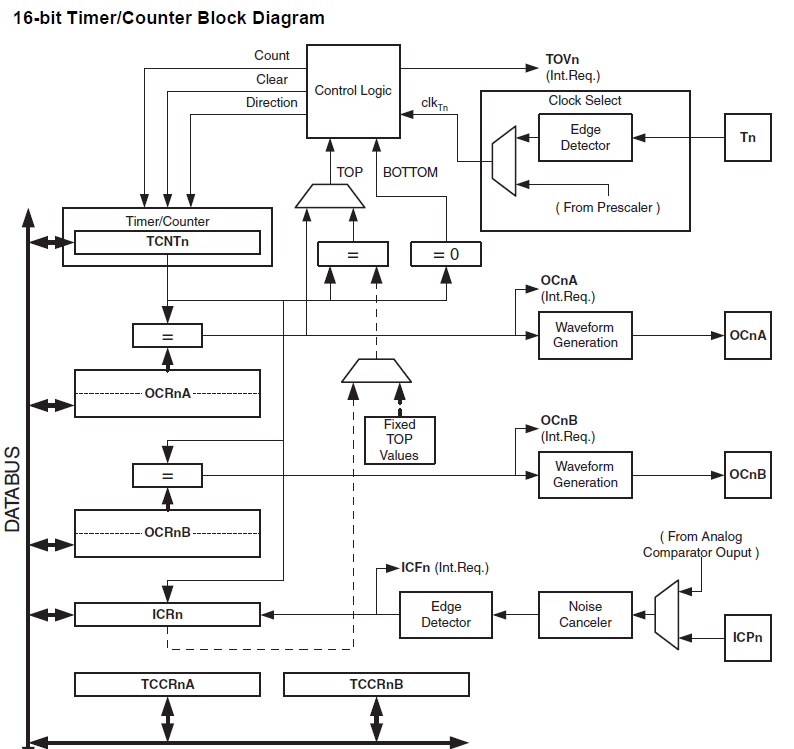 16-bit Timer/Counter Block Diagram
Count
Clear
Direction
Control Logic
TOVn
(Int.Req.)
clkTn
Clock Select
Edge
Detector
Tn
( From Prescaler )
TOP
BOTTOM
Timer/Counter
TCNTn
=
= 0
OCnA
(Int.Req.)
=
Waveform
Generation
OCnA
OCRnA
Fixed
TOP
Values
OCnB
(Int.Req.)
=
Waveform
Generation
OCnB
DATABUS
OCRnB
( From Analog
Comparator Ouput )
ICFn (Int.Req.)
ICRn
Edge
Detector
Noise
Canceler
ICPn
TCCRnA
TCCRnB